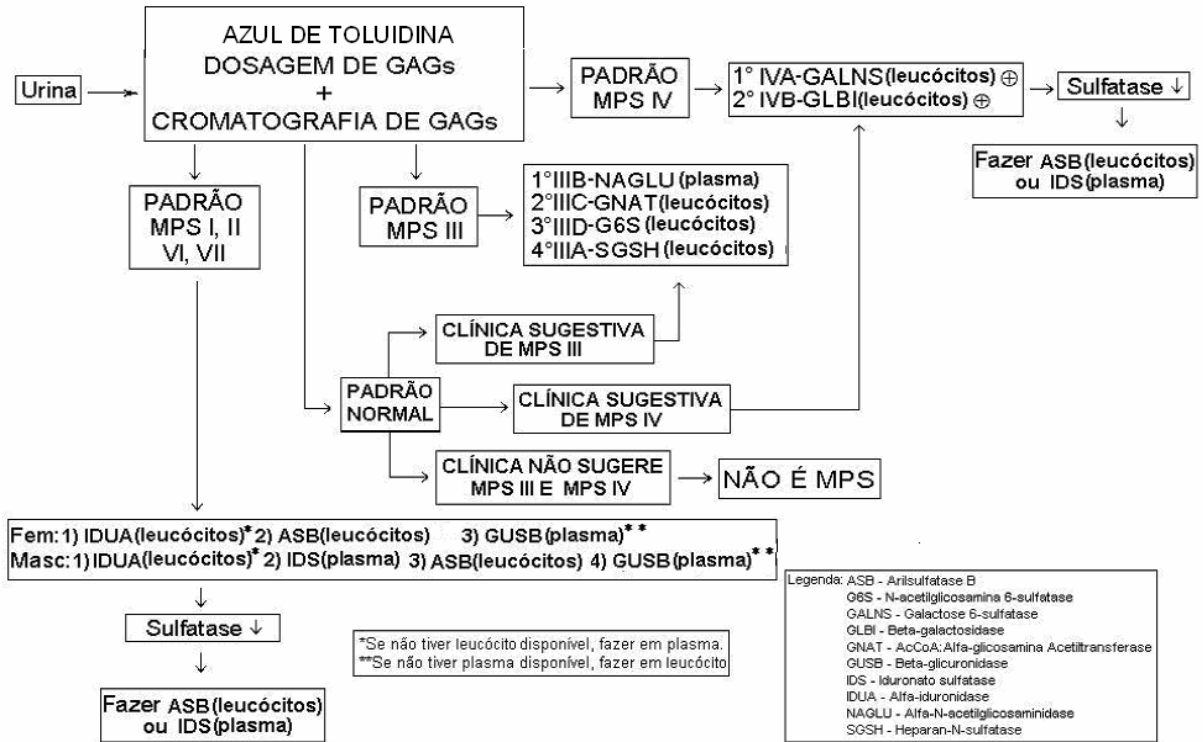 Urina
AZUL DE TOLUIDINA
DOSAGEM DE GAGs
+
CROMATOGRAFIA DE GAGs
PADRÃO
MPS IV
1° IVA-GALNS(leucócitos) ⊕
2° IVB-GLBI(leucócitos) ⊕
Sulfatase ↓
Fazer ASB(leucócitos)
ou IDS(plasma)
PADRÃO
MPS I, II
VI, VII
PADRÃO
MPS III
1°IIIB-NAGLU(plasma)
2°IIIC-GNAT(leucócitos)
3°IIID-G6S(leucócitos)
4°IIIA-SGSH(leucócitos)
CLÍNICA SUGESTIVA
DE MPS III
PADRÃO
NORMAL
CLÍNICA SUGESTIVA
DE MPS IV
CLÍNICA NÃO SUGERE
MPS III E MPS IV
NÃO É MPS
Fem: 1) IDUA(leucócitos)* 2) ASB(leucócitos) 3) GUSB(plasma)**
Masc: 1) IDUA(leucócitos)* 2) IDS(plasma) 3) ASB(leucócitos) 4) GUSB(plasma)**
Sulfatase ↓
Fazer ASB(leucócitos)
ou IDS(plasma)
*Se não tiver leucócito disponível, fazer em plasma.
**Se não tiver plasma disponível, fazer em leucócito
Legenda: ASB - Arilsulfatase B
G6S - N-acetilglicosamina 6-sulfatase
GALNS - Galactose 6-sulfatase
GLBI - Beta-galactosidase
GNAT - AcCoA:Alfa-glicosamina Acetiltransferase
GUSB - Beta-glicuronidase
IDS - Iduronato sulfatase
IDUA - Alfa-iduronidase
NAGLU - Alfa-N-acetilglicosaminidase
SGSH - Heparan-N-sulfatase